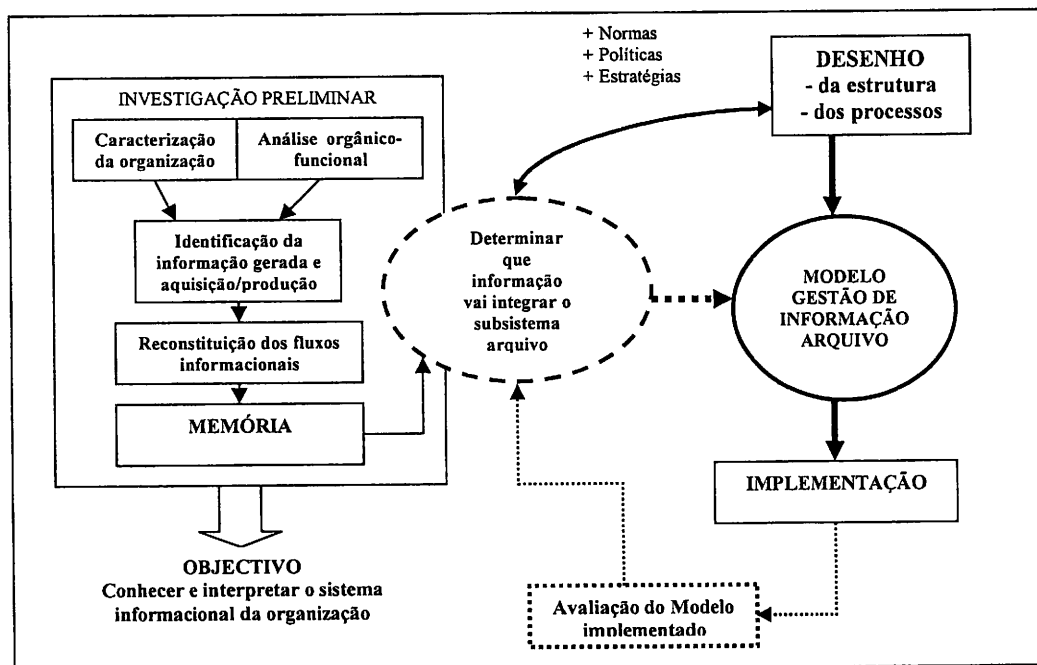 INVESTIGAÇÃO PRELIMINAR
Caracterização
da organização
Análise orgânico-
funcional
Identificação da
informação gerada e
aquisição/produção
Reconstituição dos fluxos
informacionais
MEMÓRIA
OBJECTIVO
Conhecer e interpretar o sistema
informacional da organização
+ Normas
+ Políticas
+ Estratégias
Determinar
que
informação
vai integrar o
subsistema
arquivo
DESENHO
- da estrutura
- dos processos
MODELO
GESTÃO DE
INFORMAÇÃO
ARQUIVO
IMPLEMENTAÇÃO
Avaliação do Modelo
implementado